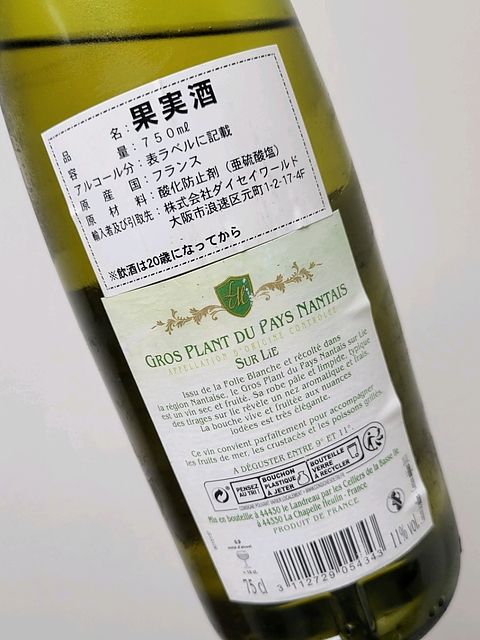 品 名：果実酒
容 量：750ml
アルコール分：表ラベルに記載
原 産 国：フランス
原 材 料：酸化防止剤（亜硫酸塩）
輸入者及び引取先：株式会社ダイセイワールド
大阪市浪速区元町1-2-17-4F
※飲酒は20歳になってから
GROS PLANT DU PAYS NANTAIS
APPELLATION D'ORIGINE CONTRÔLÉE
SUR LIE
Issu de la Folle Blanche et récolté dans
la région Nantaise, le Gros Plant du Pays Nantais sur Lie
est un vin sec et fruité. Sa robe pâle et limpide, typique
des tirages sur lie révèle un nez aromatique et frais.
La bouche vive et fruitée aux nuances
iodées est très élégante.
Ce vin convient parfaitement pour accompagner
les fruits de mer, les crustacés et les poissons grillés.
A DÉGUSTER ENTRE 9° ET 11°.
PENSEZ AU TRI !
BOUCHON PLASTIQUE À JETER
BOUTEILLE VERRE À RECYCLER
Mis en bouteille à 44430 le Landreau par les Celliers de la Basse Ile
à 44330 La Chapelle Heulin - France
PRODUIT DE FRANCE
75 cl
3 112729 054343
11% vol.